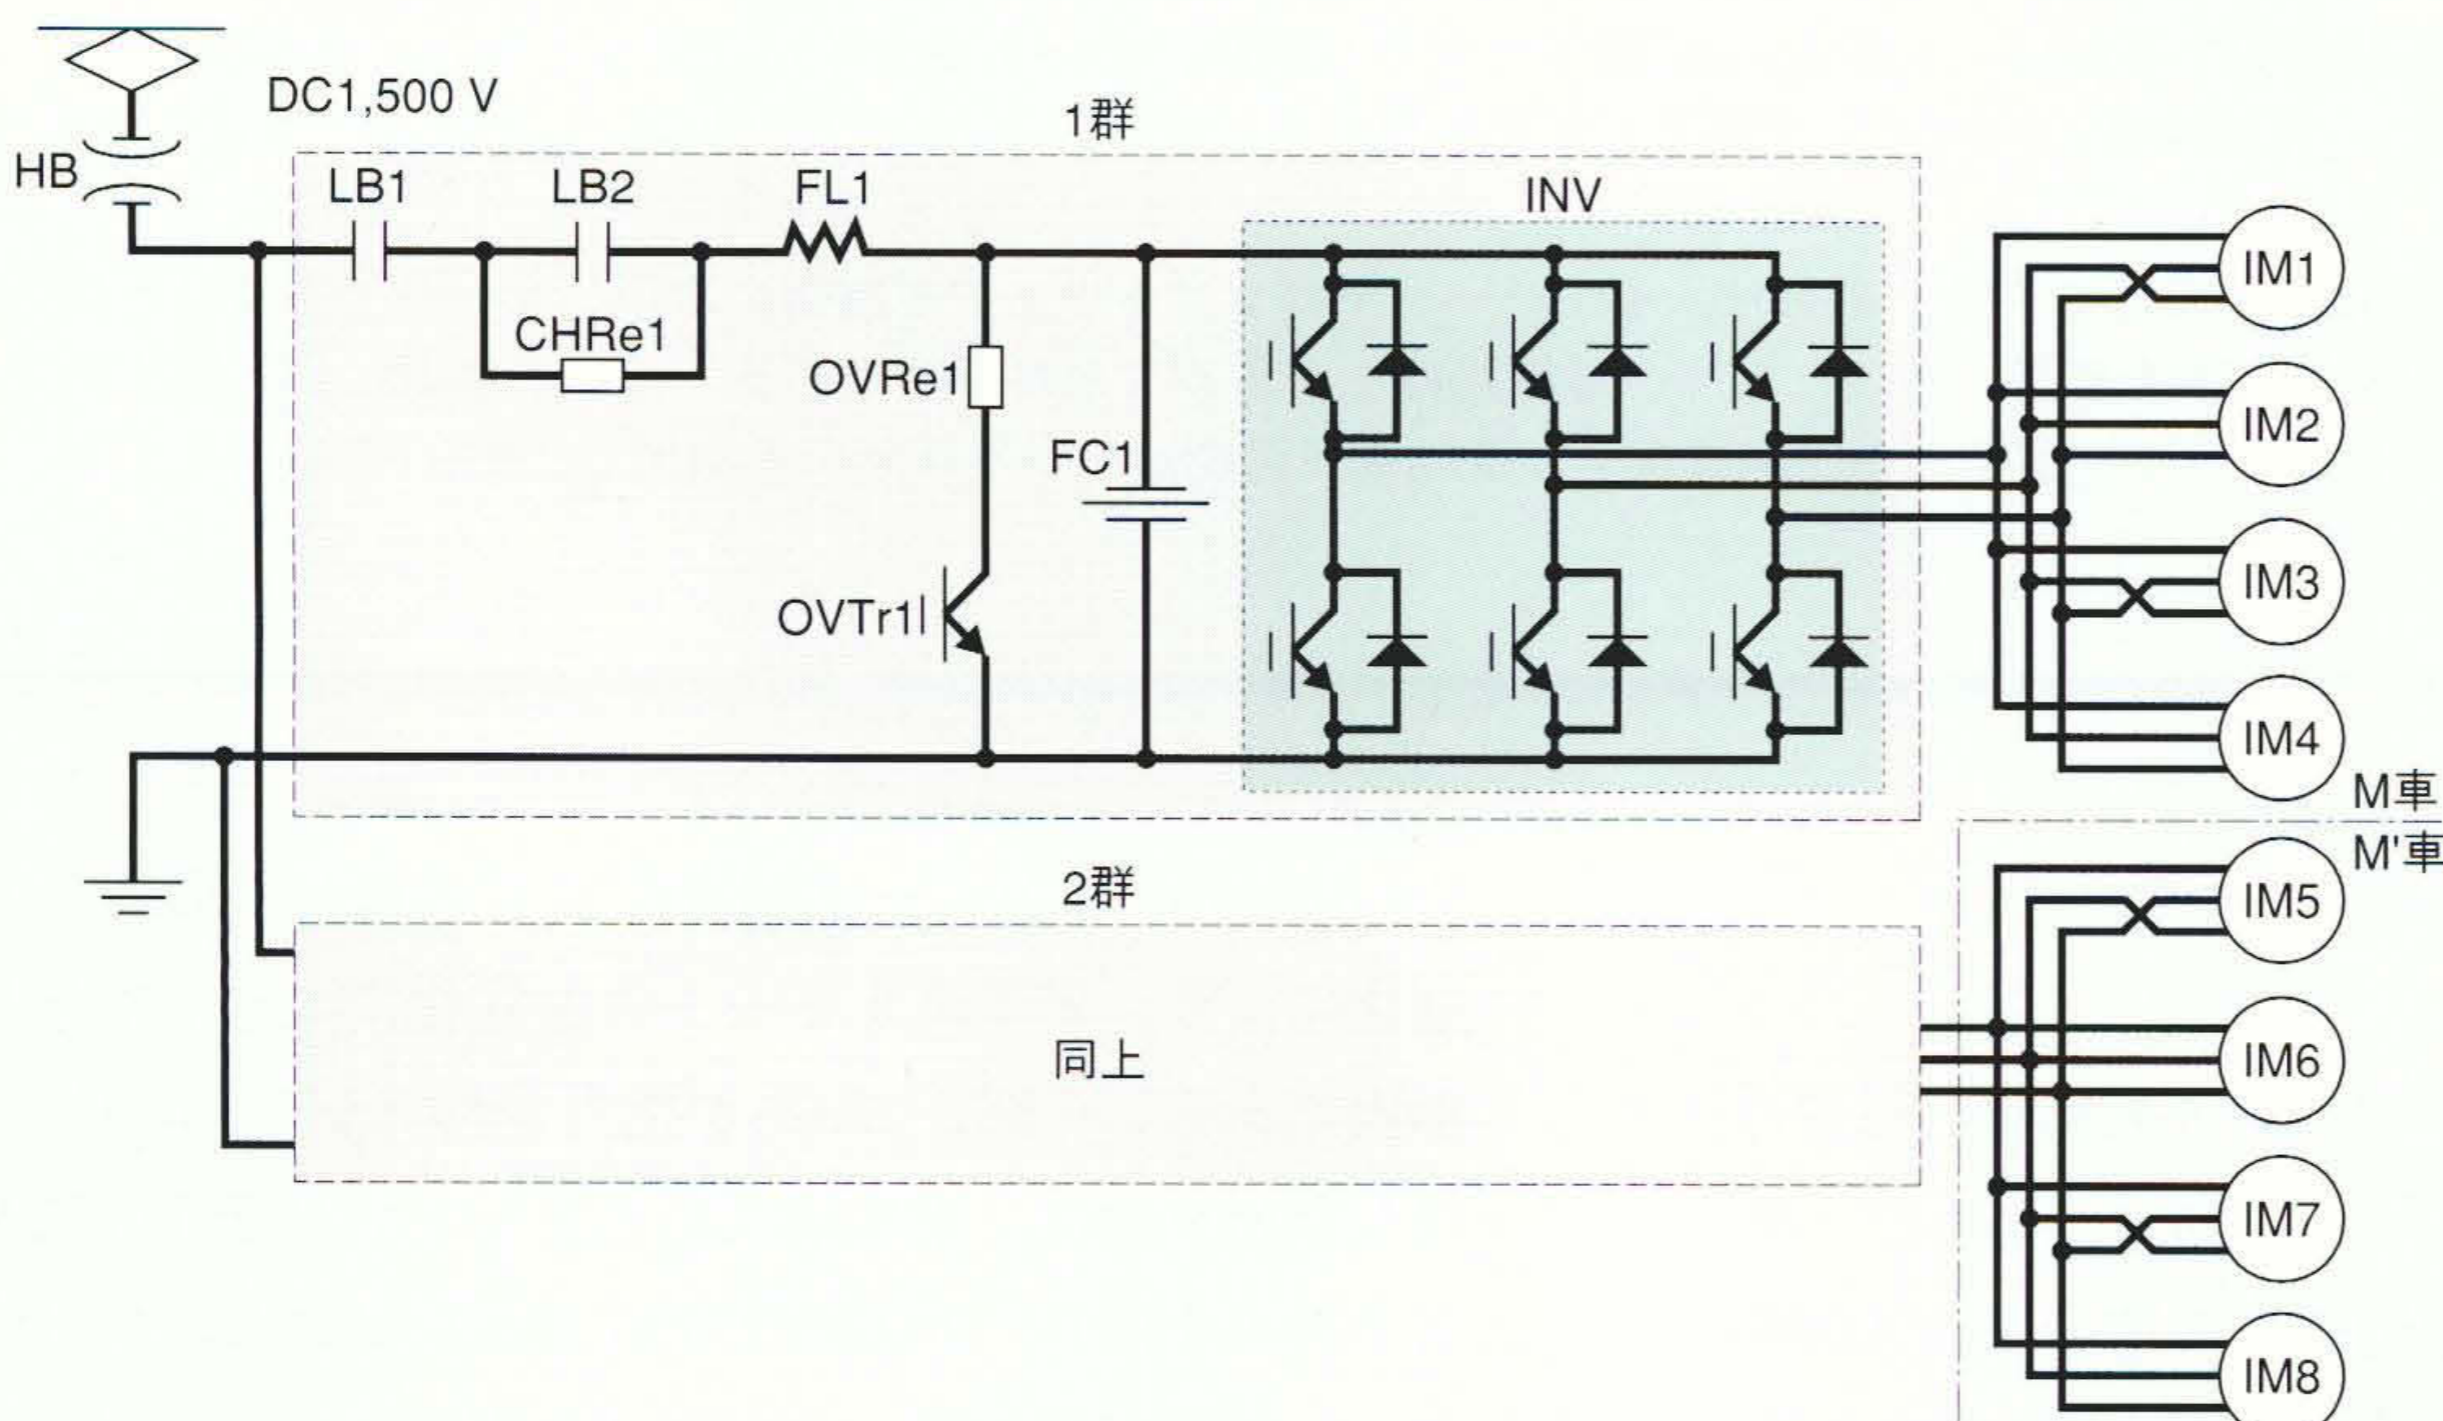 DC1,500 V
1群
HB
LB1
LB2
FL1
INV
CHRe1
OVRe1
FC1
OVTr1
IM1
IM2
IM3
IM4
M車
M'車
2群
同上
IM5
IM6
IM7
IM8